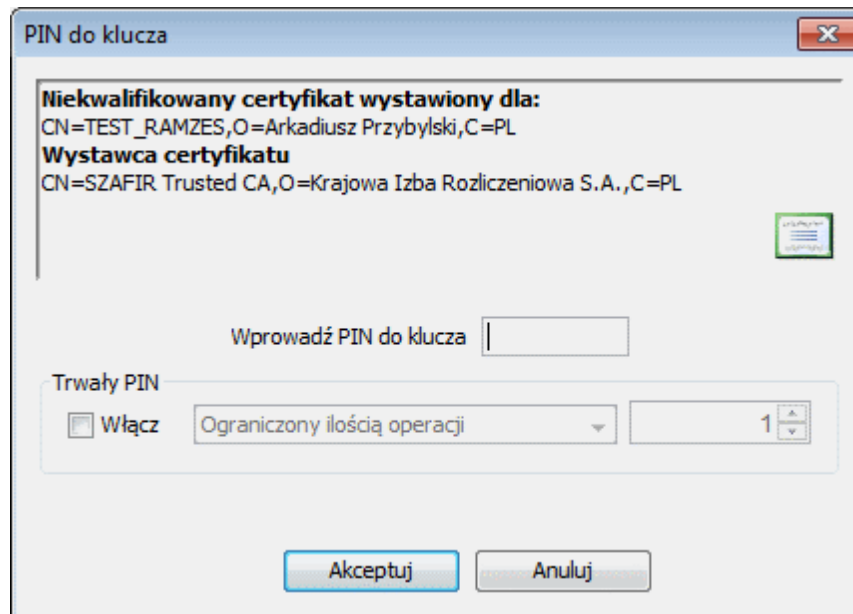 PIN do klucza
Niekwalifikowany certyfikat wystawiony dla:
CN=TEST_RAMZES,O=Arkadiusz Przybylski,C=PL
Wystawca certyfikatu
CN=SZAFIR Trusted CA,O=Krajowa Izba Rozliczeniowa S.A.,C=PL
Wprowadź PIN do klucza
Trwały PIN
Włącz Ograniczony ilością operacji 1
Akceptuj Anuluj